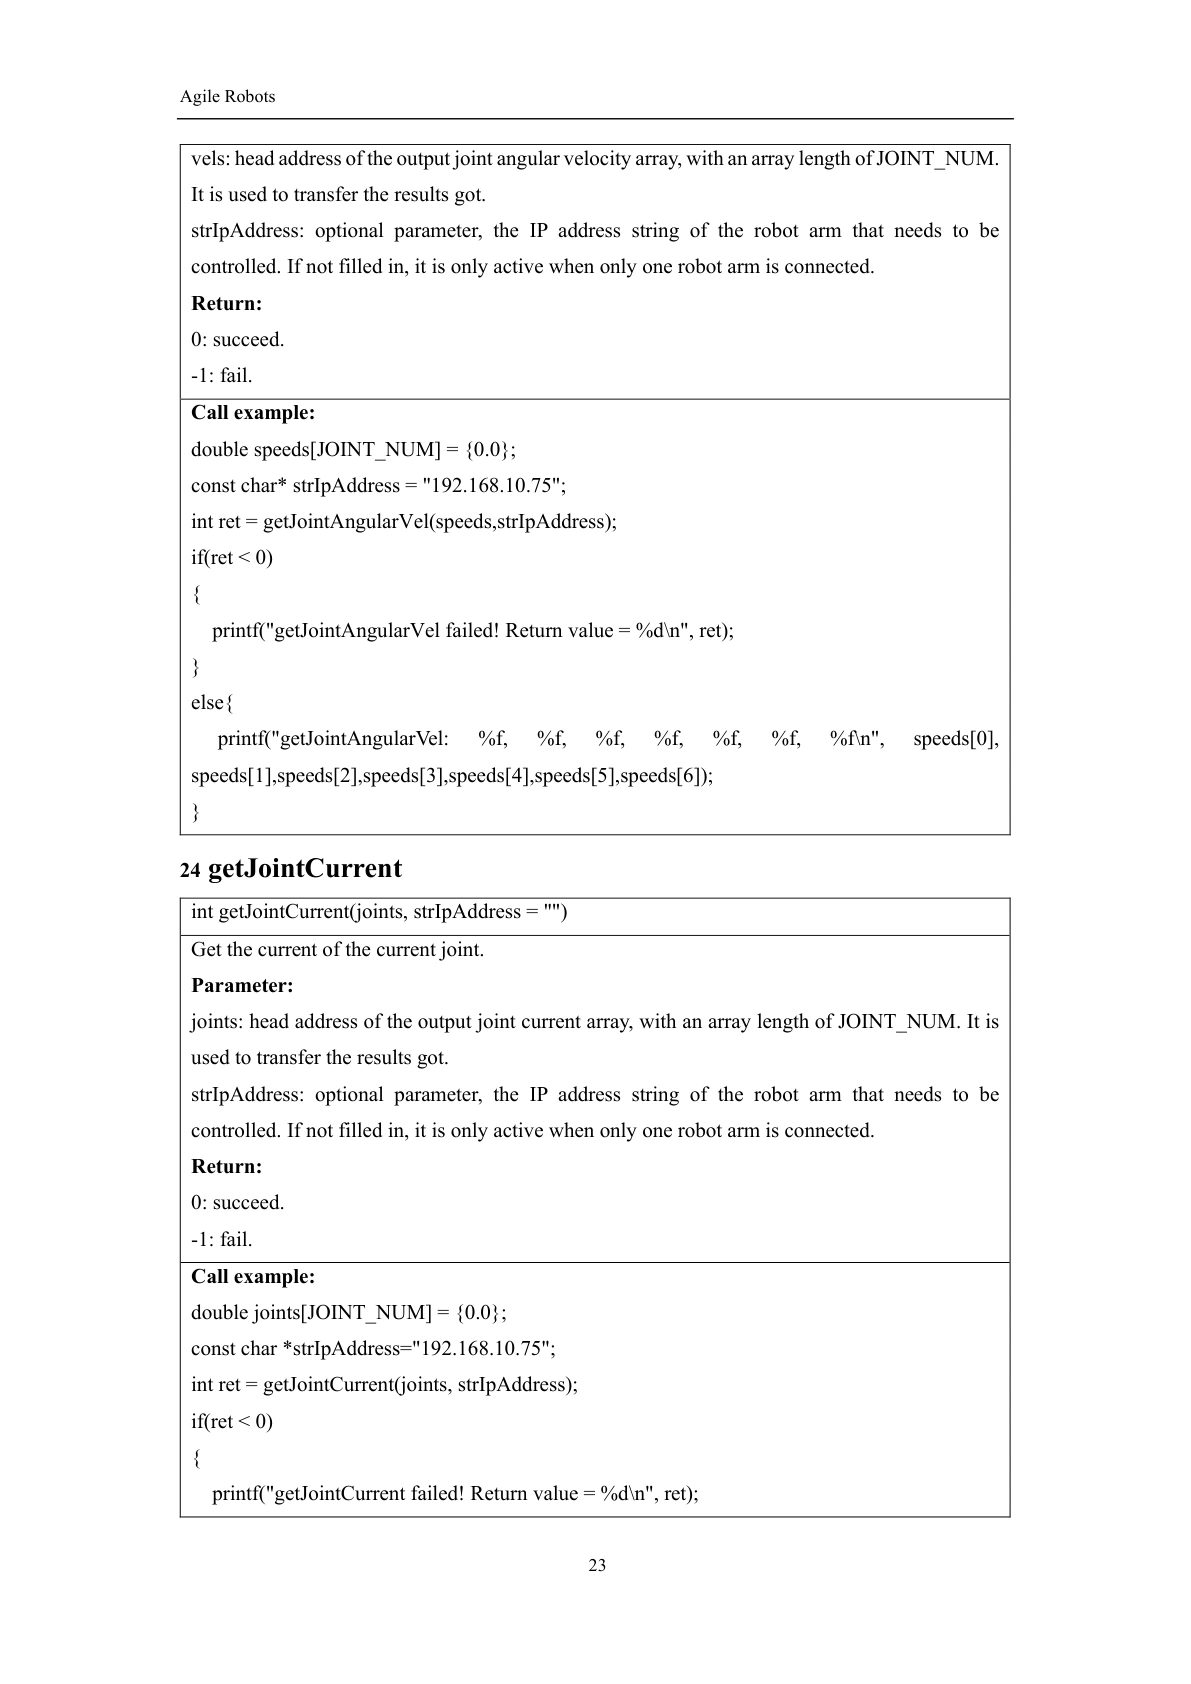 Agile Robots
vels: head address of the output joint angular velocity array, with an array length of JOINT_NUM.
It is used to transfer the results got.
strIpAddress: optional parameter, the IP address string of the robot arm that needs to be
controlled. If not filled in, it is only active when only one robot arm is connected.
Return:
0: succeed.
-1: fail.
Call example:
double speeds[JOINT_NUM] = {0.0};
const char* strIpAddress = "192.168.10.75";
int ret = getJointAngularVel(speeds,strIpAddress);
if(ret < 0)
{
printf("getJointAngularVel failed! Return value = %d\n", ret);
}
else{
printf("getJointAngularVel: %f, %f, %f, %f, %f, %f, %f\n", speeds[0],
speeds[1],speeds[2],speeds[3],speeds[4],speeds[5],speeds[6]);
}
24 getJointCurrent
int getJointCurrent(joints, strIpAddress = "")
Get the current of the current joint.
Parameter:
joints: head address of the output joint current array, with an array length of JOINT_NUM. It is
used to transfer the results got.
strIpAddress: optional parameter, the IP address string of the robot arm that needs to be
controlled. If not filled in, it is only active when only one robot arm is connected.
Return:
0: succeed.
-1: fail.
Call example:
double joints[JOINT_NUM] = {0.0};
const char *strIpAddress="192.168.10.75";
int ret = getJointCurrent(joints, strIpAddress);
if(ret < 0)
{
printf("getJointCurrent failed! Return value = %d\n", ret);
23